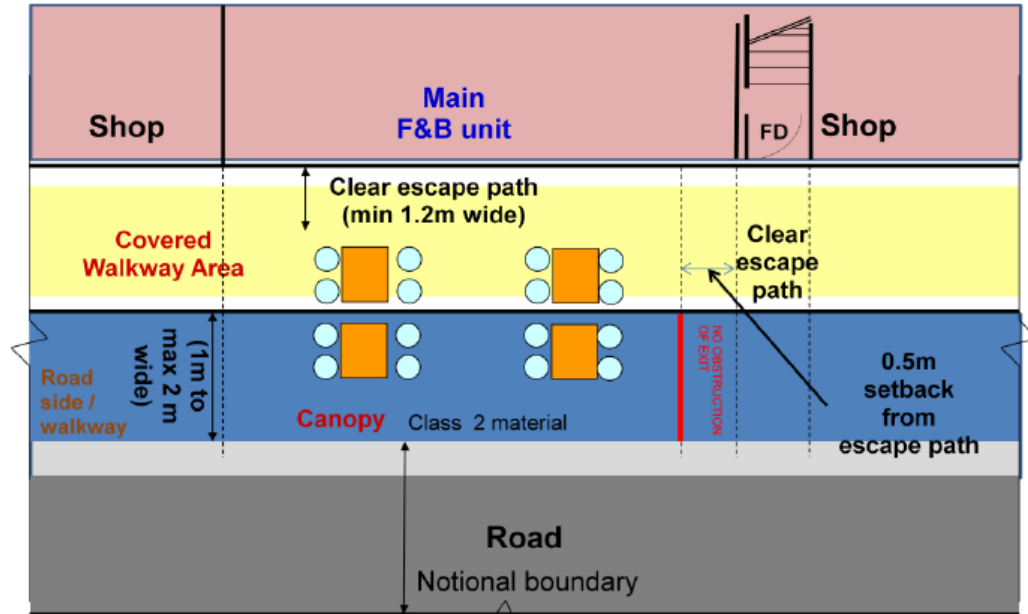 Main
F&B unit
Shop
FD
Shop
Clear escape path
(min 1.2m wide)
Covered
Walkway Area
Clear
escape
path
(1m to
max 2 m
wide)
NO OBSTRUCTION
OF EXIT
0.5m
setback
from
escape path
Road
side /
walkway
Canopy Class 2 material
Road
Notional boundary